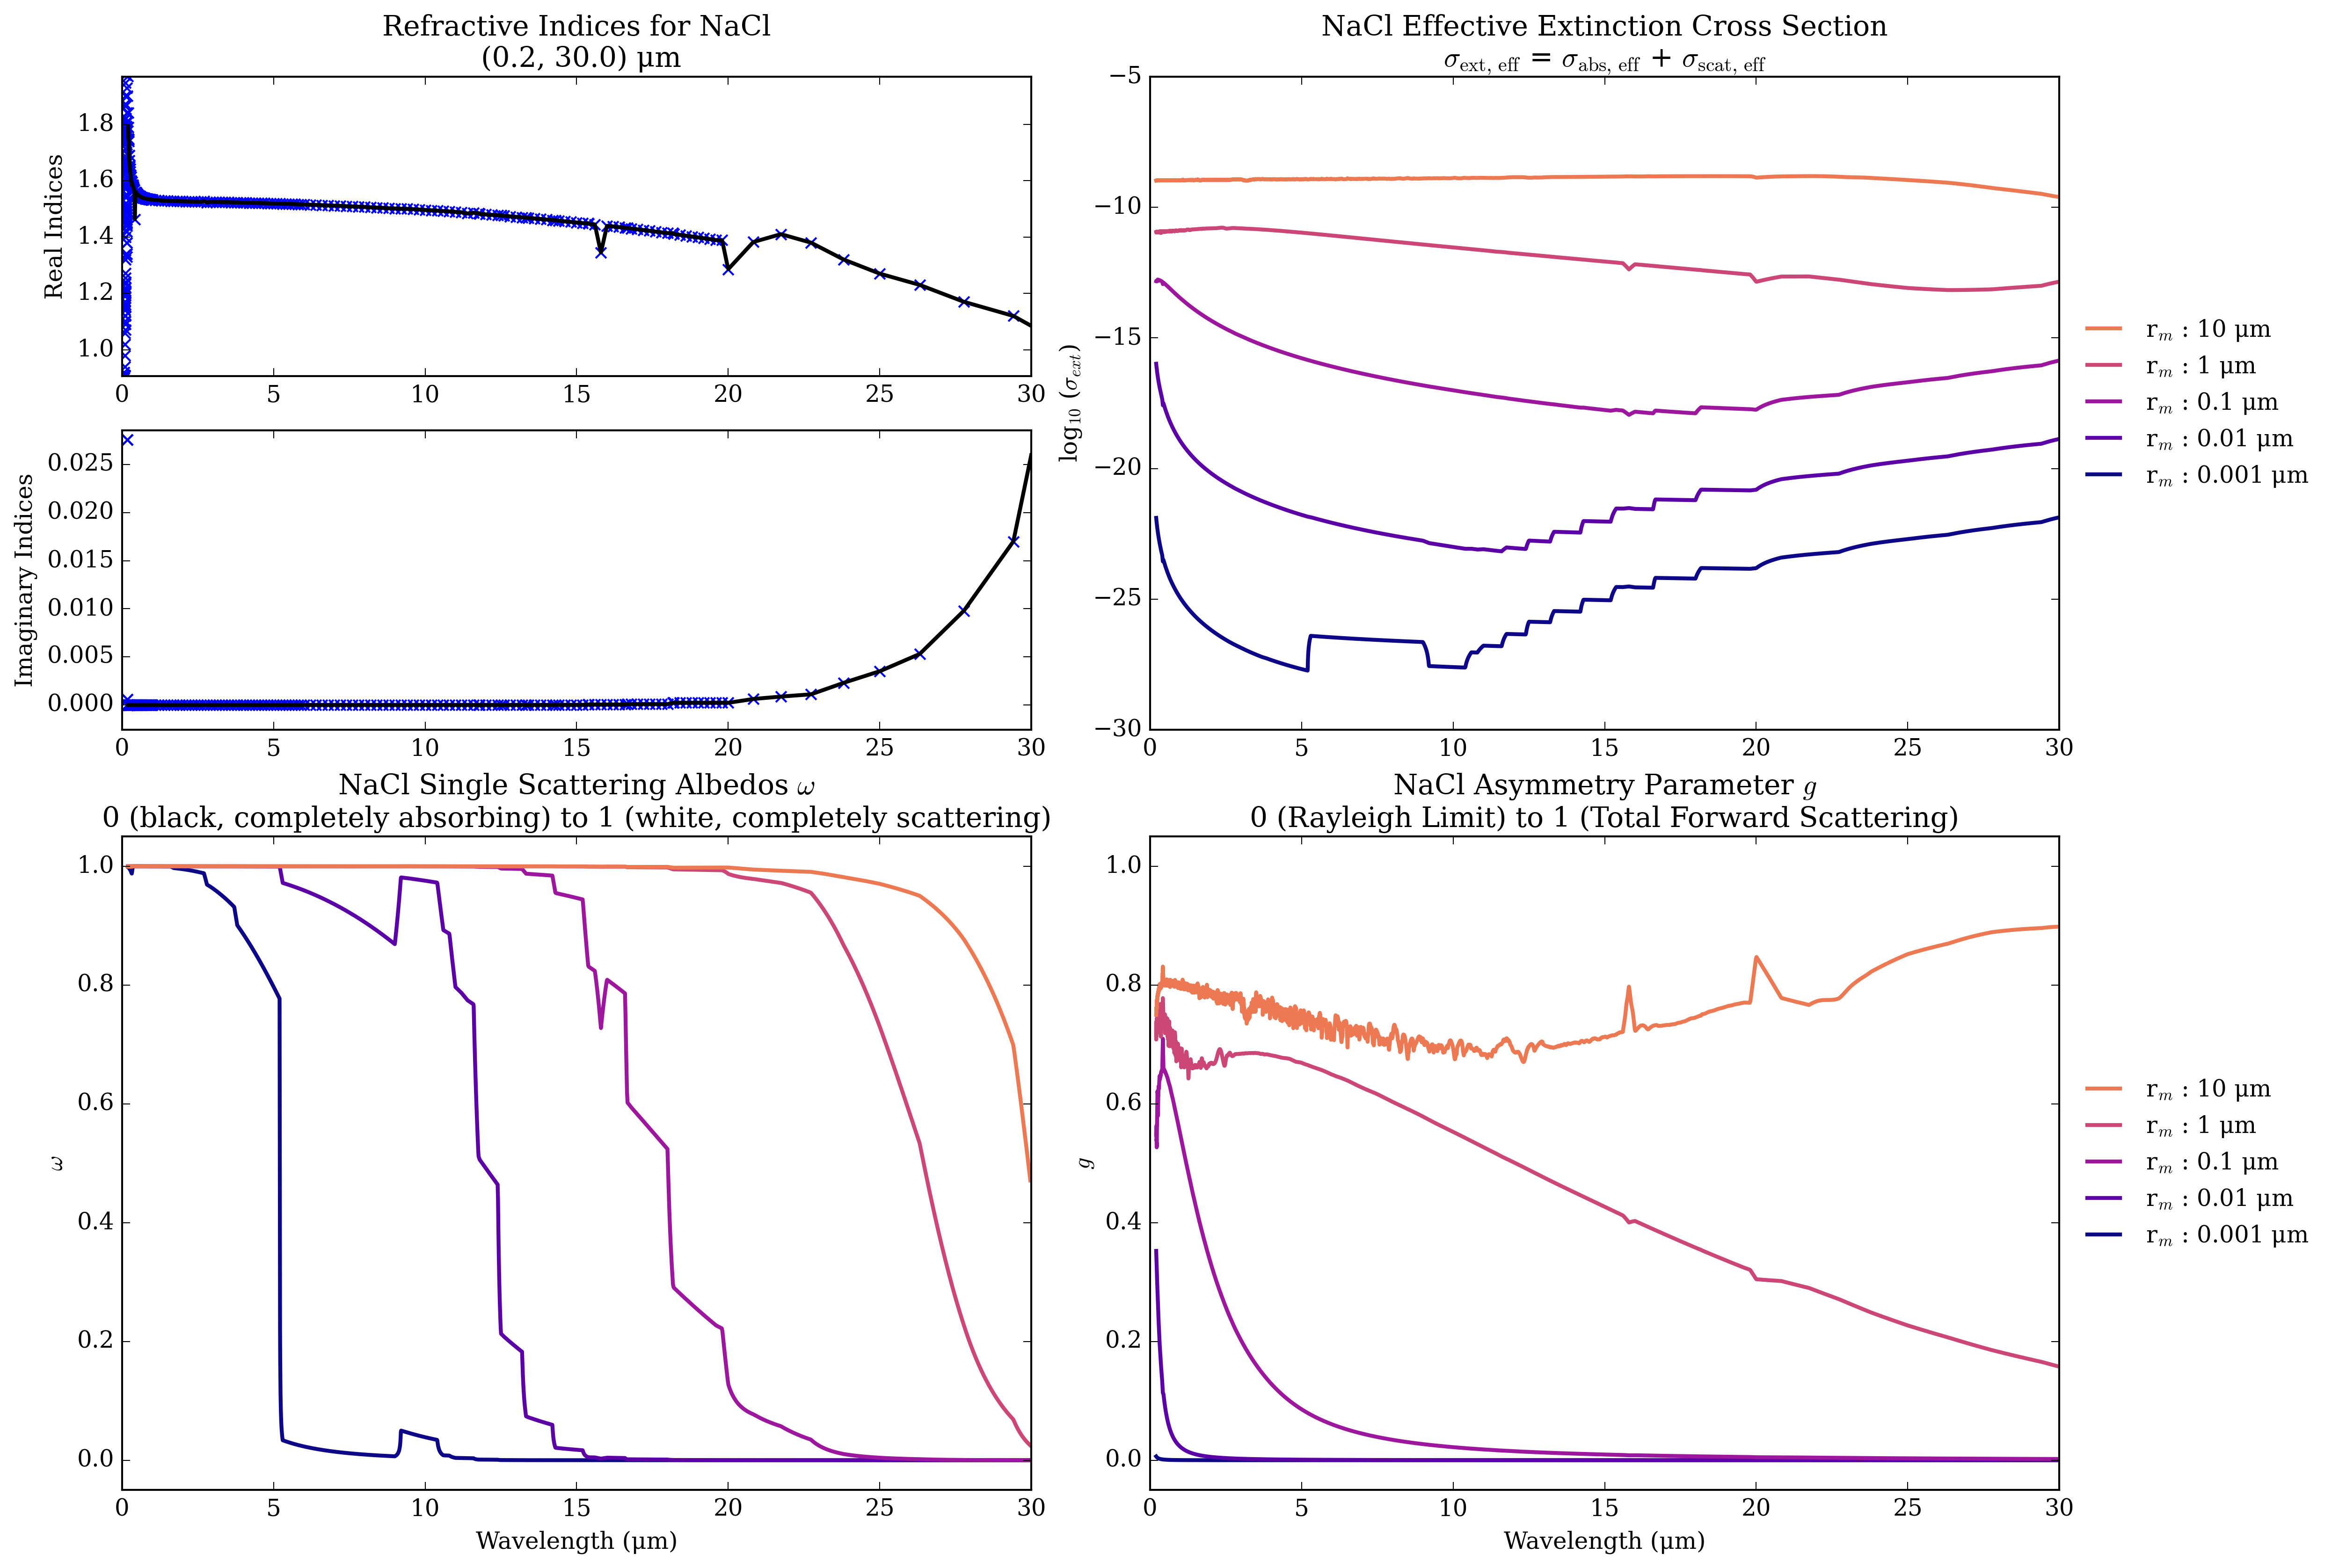 Refractive Indices for NaCl
(0.2, 30.0) μm
Real Indices
1.8
1.6
1.4
1.2
1.0
0 5 10 15 20 25 30
Imaginary Indices
0.025
0.020
0.015
0.010
0.005
0.000
0 5 10 15 20 25 30
NaCl Effective Extinction Cross Section
σext, eff = σabs, eff + σscat, eff
log10 (σext)
−5
−10
−15
−20
−25
−30
0 5 10 15 20 25 30
rm : 10 μm
rm : 1 μm
rm : 0.1 μm
rm : 0.01 μm
rm : 0.001 μm
NaCl Single Scattering Albedos ω
0 (black, completely absorbing) to 1 (white, completely scattering)
ω
1.0
0.8
0.6
0.4
0.2
0.0
0 5 10 15 20 25 30
Wavelength (μm)
NaCl Asymmetry Parameter g
0 (Rayleigh Limit) to 1 (Total Forward Scattering)
g
1.0
0.8
0.6
0.4
0.2
0.0
0 5 10 15 20 25 30
Wavelength (μm)
rm : 10 μm
rm : 1 μm
rm : 0.1 μm
rm : 0.01 μm
rm : 0.001 μm